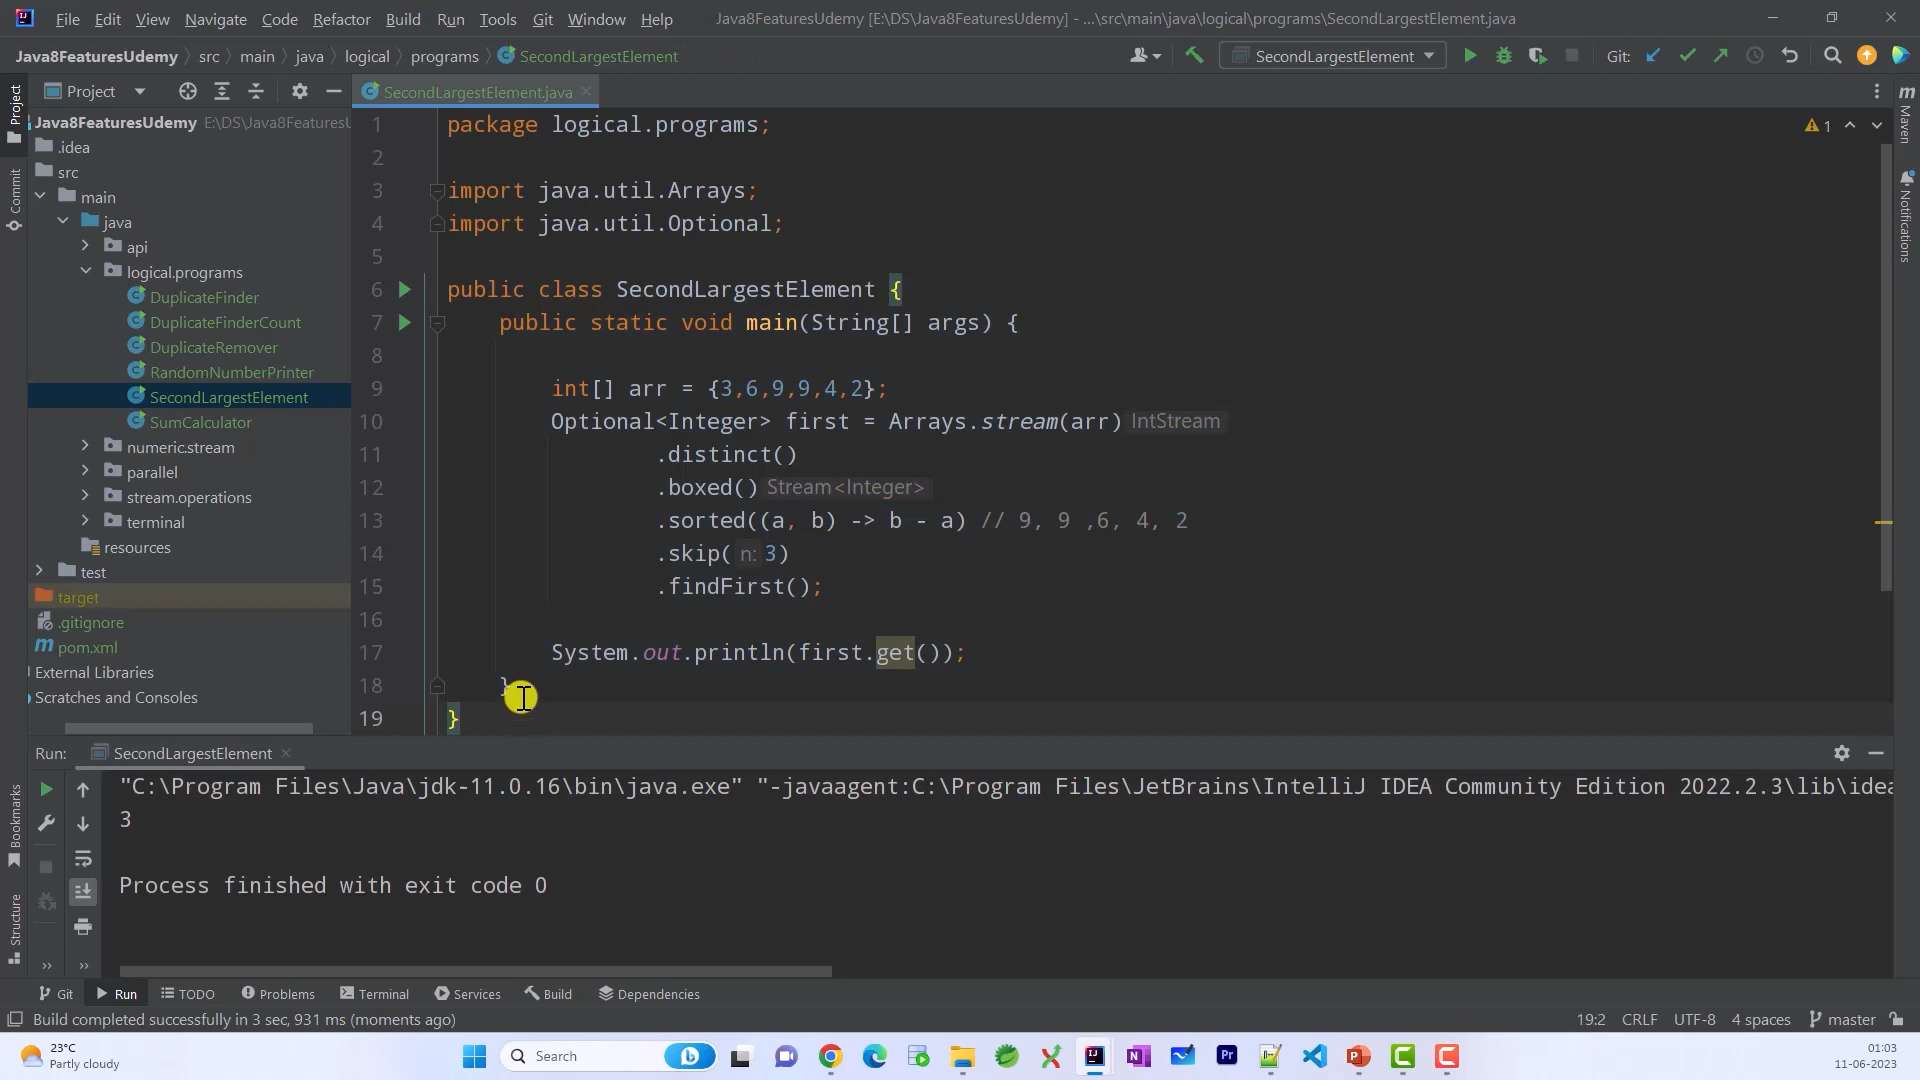 File Edit View Navigate Code Refactor Build Run Tools Git Window Help Java8FeaturesUdemy [E:\DS\Java8FeaturesUdemy] - ...\src\main\java\logical\programs\SecondLargestElement.java
Java8FeaturesUdemy src main java logical programs SecondLargestElement SecondLargestElement Git:
Project
SecondLargestElement.java
Java8FeaturesUdemy E:\DS\Java8FeaturesU
.idea
src
main
java
api
logical.programs
DuplicateFinder
DuplicateFinderCount
DuplicateRemover
RandomNumberPrinter
SecondLargestElement
SumCalculator
numeric.stream
parallel
stream.operations
terminal
resources
test
target
.gitignore
pom.xml
External Libraries
Scratches and Consoles
Project
Commit
Bookmarks
Structure
Maven
Notifications
1
1 package logical.programs;
2
3 import java.util.Arrays;
4 import java.util.Optional;
5
6 public class SecondLargestElement {
7 public static void main(String[] args) {
8
9 int[] arr = {3,6,9,9,4,2};
10 Optional<Integer> first = Arrays.stream(arr) IntStream
11 .distinct()
12 .boxed() Stream<Integer>
13 .sorted((a, b) -> b - a) // 9, 9 ,6, 4, 2
14 .skip( n: 3)
15 .findFirst();
16
17 System.out.println(first.get());
18 }
19 }
Run: SecondLargestElement
"C:\Program Files\Java\jdk-11.0.16\bin\java.exe" "-javaagent:C:\Program Files\JetBrains\IntelliJ IDEA Community Edition 2022.2.3\lib\idea
3
Process finished with exit code 0
Git Run TODO Problems Terminal Services Build Dependencies
Build completed successfully in 3 sec, 931 ms (moments ago) 19:2 CRLF UTF-8 4 spaces master
23°C
Partly cloudy
Search
01:03
11-06-2023